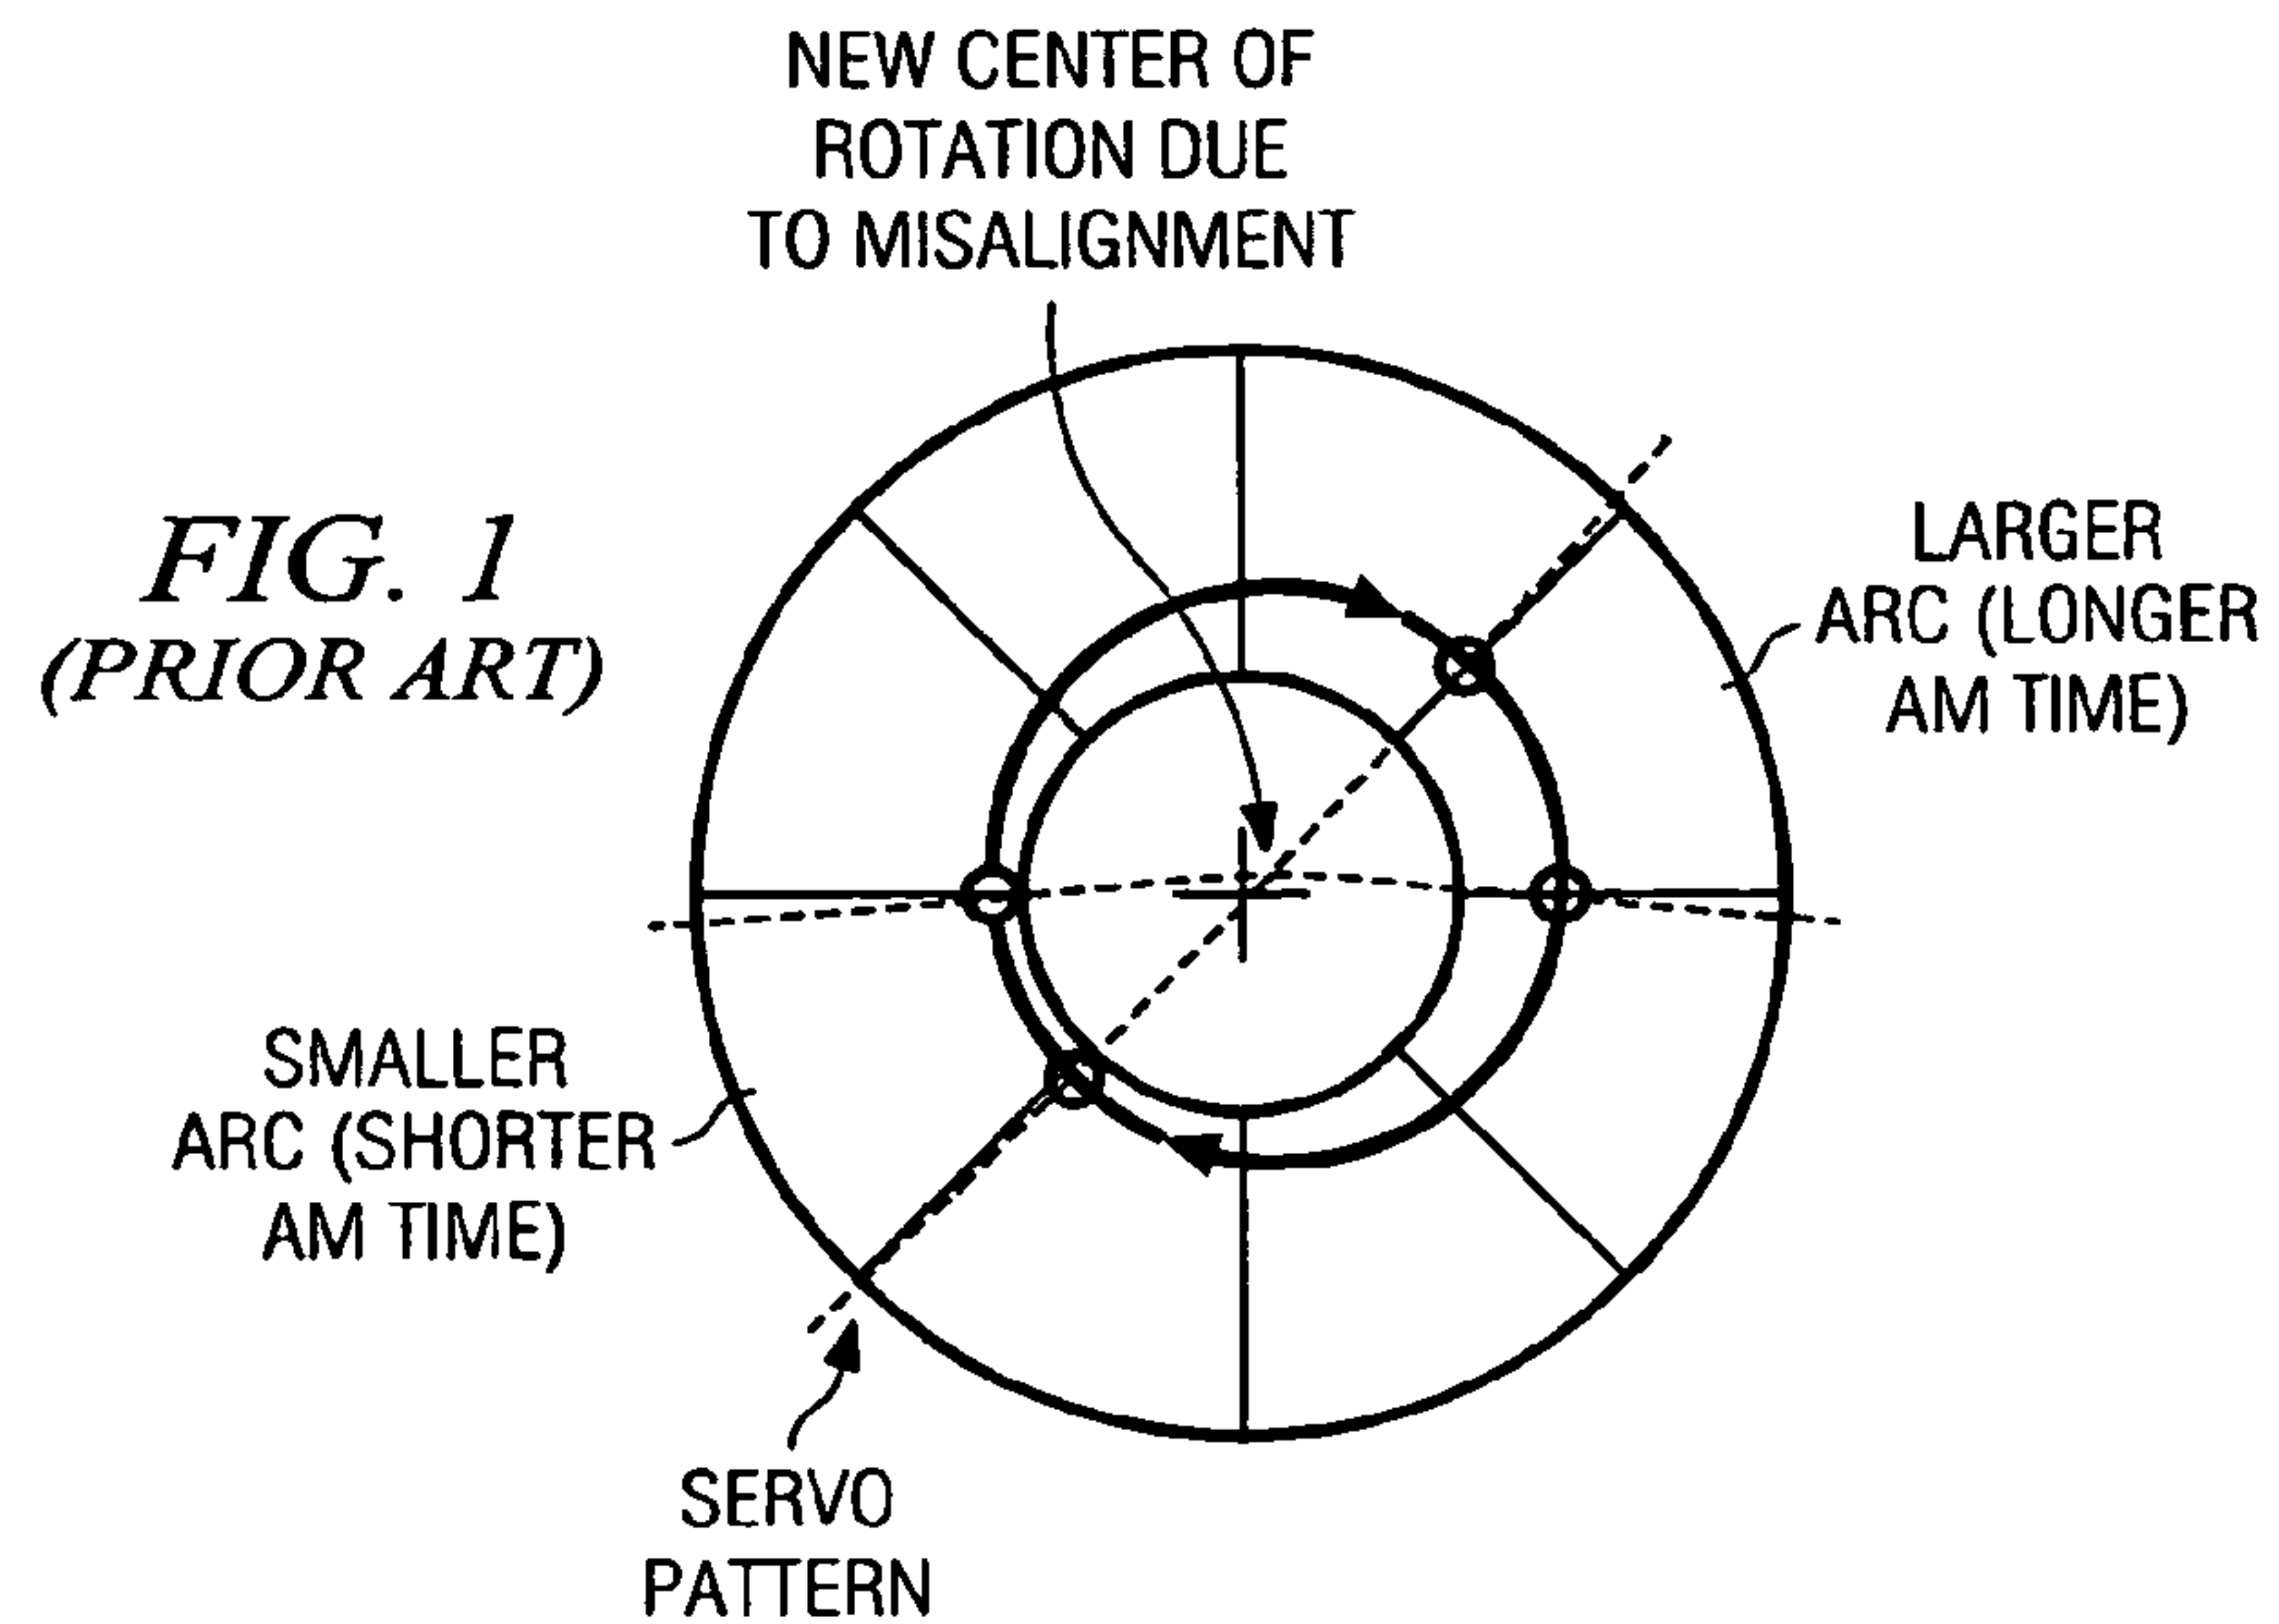 NEW CENTER OF
ROTATION DUE
TO MISALIGNMENT
FIG. 1
(PRIOR ART)
LARGER
ARC (LONGER
AM TIME)
SMALLER
ARC (SHORTER
AM TIME)
SERVO
PATTERN